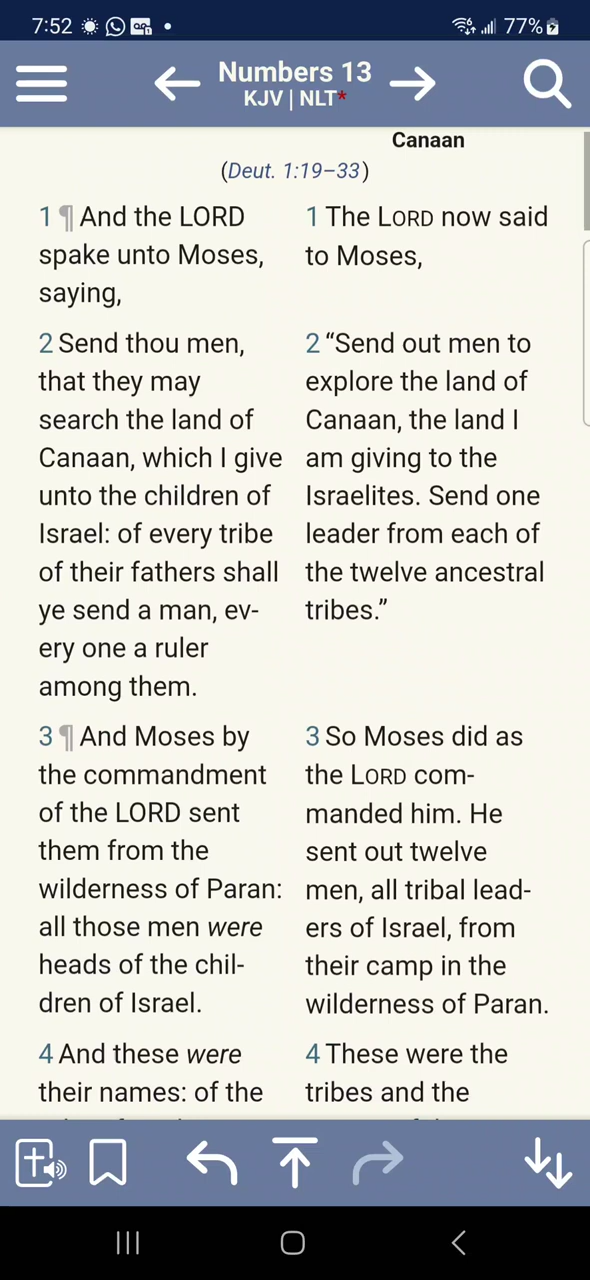 7:52 77%
Numbers 13
KJV | NLT*
Canaan
(Deut. 1:19–33)
1 ¶ And the LORD
spake unto Moses,
saying,
1 The LORD now said
to Moses,
2 Send thou men,
that they may
search the land of
Canaan, which I give
unto the children of
Israel: of every tribe
of their fathers shall
ye send a man, ev-
ery one a ruler
among them.
2 “Send out men to
explore the land of
Canaan, the land I
am giving to the
Israelites. Send one
leader from each of
the twelve ancestral
tribes.”
3 ¶ And Moses by
the commandment
of the LORD sent
them from the
wilderness of Paran:
all those men were
heads of the chil-
dren of Israel.
3 So Moses did as
the LORD com-
manded him. He
sent out twelve
men, all tribal lead-
ers of Israel, from
their camp in the
wilderness of Paran.
4 And these were
their names: of the
4 These were the
tribes and the